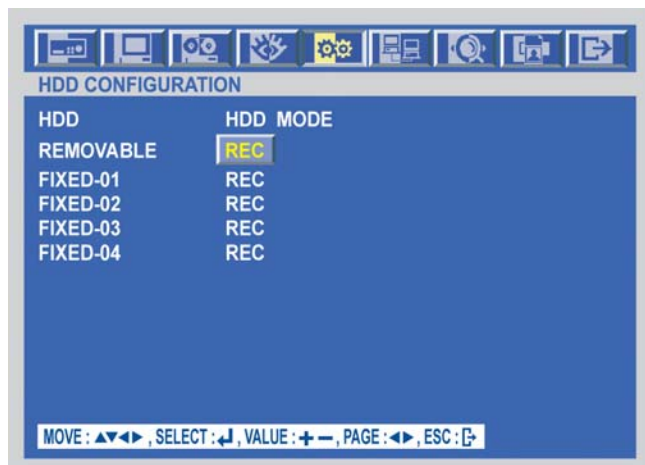 HDD CONFIGURATION
HDD HDD MODE
REMOVABLE REC
FIXED-01 REC
FIXED-02 REC
FIXED-03 REC
FIXED-04 REC
MOVE : ▲▼◀▶ , SELECT : ↵ , VALUE : + − , PAGE : ◀▶ , ESC :